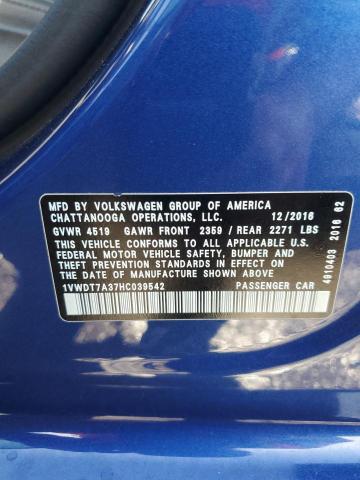 MFD BY VOLKSWAGEN GROUP OF AMERICA
CHATTANOOGA OPERATIONS, LLC. 12/2016
GVWR 4519 GAWR FRONT 2359 / REAR 2271 LBS
THIS VEHICLE CONFORMS TO ALL APPLICABLE U.S.
FEDERAL MOTOR VEHICLE SAFETY, BUMPER AND
THEFT PREVENTION STANDARDS IN EFFECT ON THE
DATE OF MANUFACTURE SHOWN ABOVE.
1VWDT7A37HC039542 PASSENGER CAR
4910403 2016 62